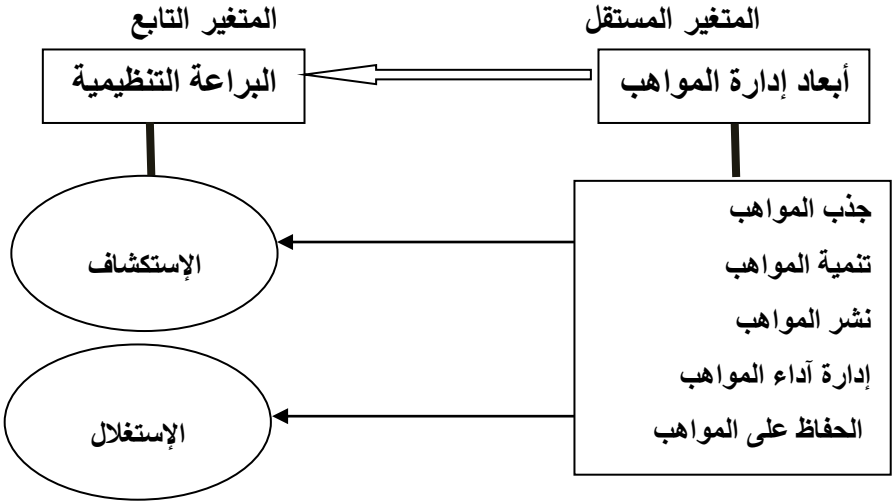 المتغير المستقل
المتغير التابع
أبعاد إدارة المواهب
البراعة التنظيمية
جذب المواهب
تنمية المواهب
نشر المواهب
إدارة آداء المواهب
الحفاظ على المواهب
الإستكشاف
الإستغلال